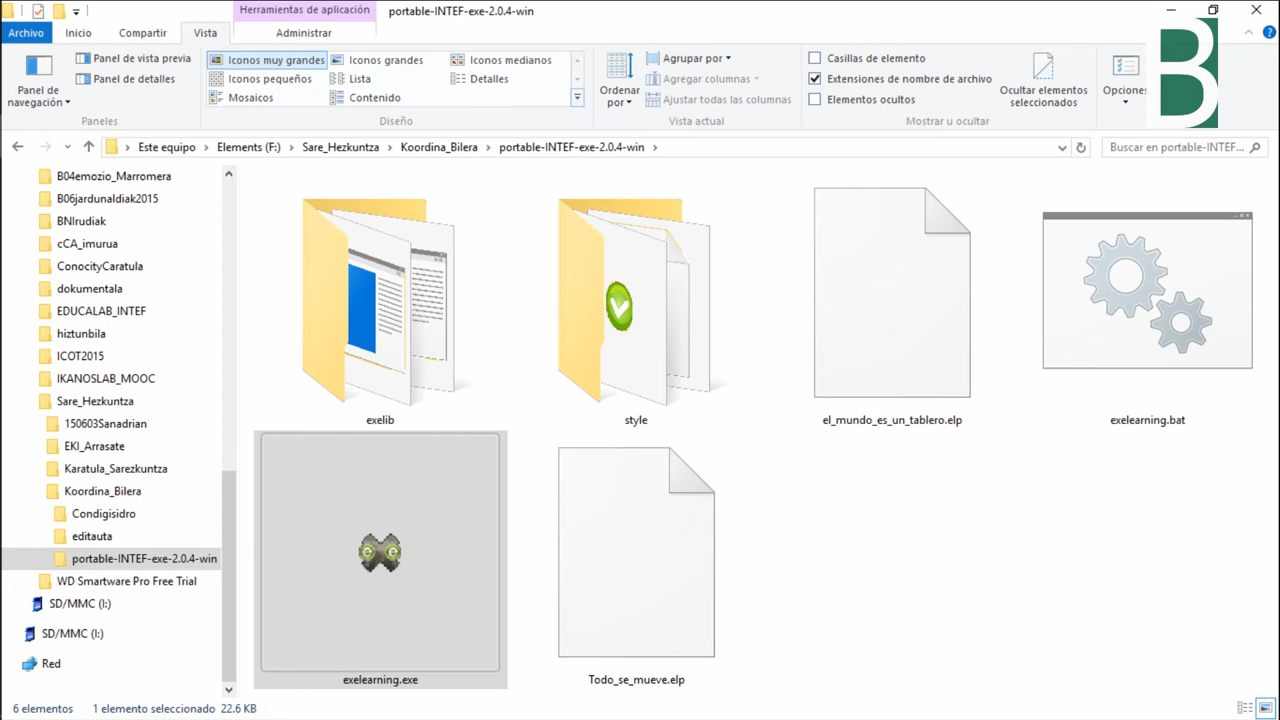 Herramientas de aplicación
portable-INTEF-exe-2.0.4-win
Archivo
Inicio
Compartir
Vista
Administrar
Panel de navegación
Panel de vista previa
Panel de detalles
Paneles
Iconos muy grandes
Iconos grandes
Iconos medianos
Iconos pequeños
Lista
Detalles
Mosaicos
Contenido
Diseño
Ordenar por
Agrupar por
Agregar columnas
Ajustar todas las columnas
Vista actual
Casillas de elemento
Extensiones de nombre de archivo
Elementos ocultos
Ocultar elementos seleccionados
Mostrar u ocultar
Opciones
B
Este equipo
Elements (F:)
Sare_Hezkuntza
Koordina_Bilera
portable-INTEF-exe-2.0.4-win
Buscar en portable-INTEF...
B04emozio_Marromera
B06jardunaldiak2015
BNIrudiak
cCA_imurua
ConocityCaratula
dokumentala
EDUCALAB_INTEF
hiztunbila
ICOT2015
IKANOSLAB_MOOC
Sare_Hezkuntza
150603Sanadrian
EKI_Arrasate
Karatula_Sarezkuntza
Koordina_Bilera
Condigisidro
editauta
portable-INTEF-exe-2.0.4-win
WD Smartware Pro Free Trial
SD/MMC (I:)
SD/MMC (I:)
Red
exelib
style
el_mundo_es_un_tablero.elp
exelearning.bat
exelearning.exe
Todo_se_mueve.elp
6 elementos
1 elemento seleccionado 22.6 KB